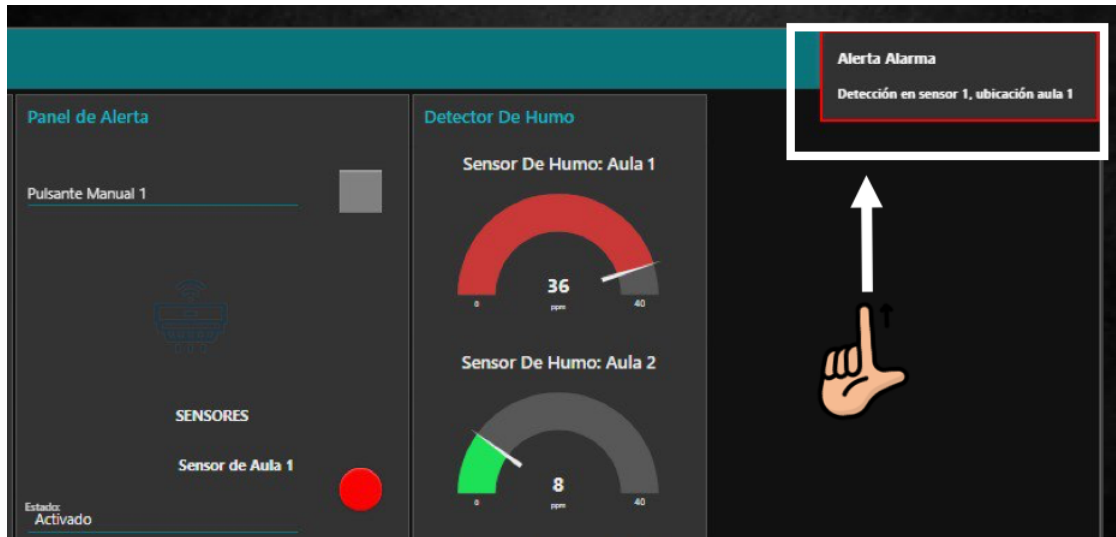 Alerta Alarma
Detección en sensor 1, ubicación aula 1
Panel de Alerta
Pulsante Manual 1
SENSORES
Sensor de Aula 1
Estado:
Activado
Detector De Humo
Sensor De Humo: Aula 1
36
0 ppm 40
Sensor De Humo: Aula 2
8
0 ppm 40